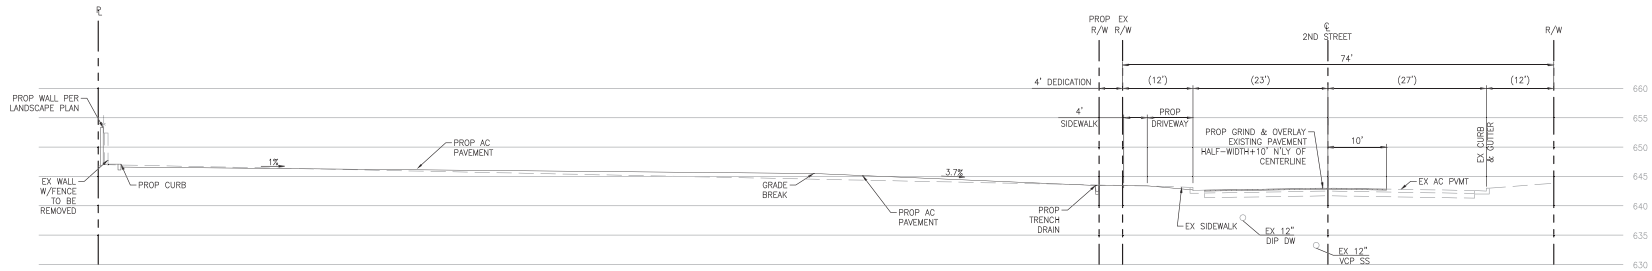 ℄
PROP EX
R/W R/W
℄
2ND STREET
R/W
74'
4' DEDICATION
(12')
(23')
(27')
(12')
660
PROP WALL PER
LANDSCAPE PLAN
4'
SIDEWALK
PROP
DRIVEWAY
655
PROP GRIND & OVERLAY
EXISTING PAVEMENT
HALF-WIDTH+10' N'LY OF
CENTERLINE
10'
EX CURB
& GUTTER
PROP AC
PAVEMENT
650
1%
3.7%
EX WALL
W/FENCE
TO BE
REMOVED
PROP CURB
GRADE
BREAK
EX AC PVMT
645
PROP AC
PAVEMENT
PROP
TRENCH
DRAIN
EX SIDEWALK
640
EX 12"
DIP DW
635
EX 12"
VCP SS
630